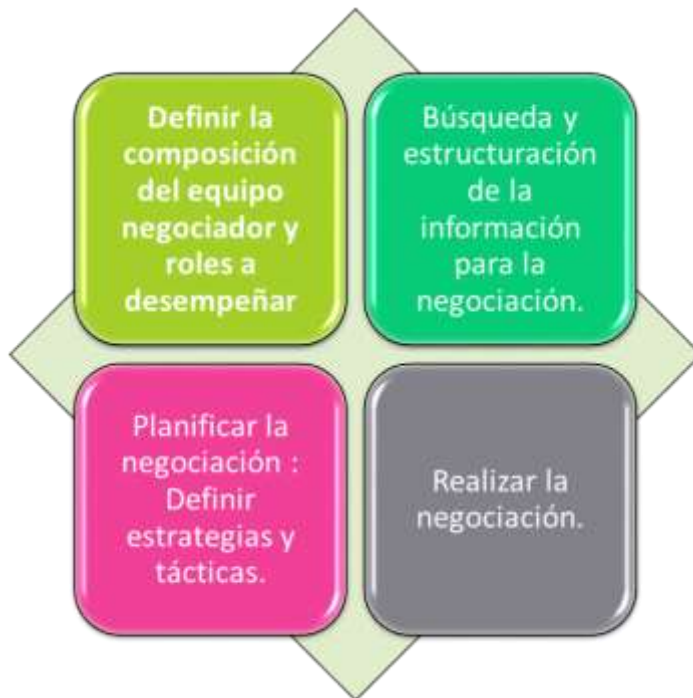 Definir la
composición
del equipo
negociador y
roles a
desempeñar
Búsqueda y
estructuración
de la
información
para la
negociación.
Planificar la
negociación :
Definir
estrategias y
tácticas.
Realizar la
negociación.